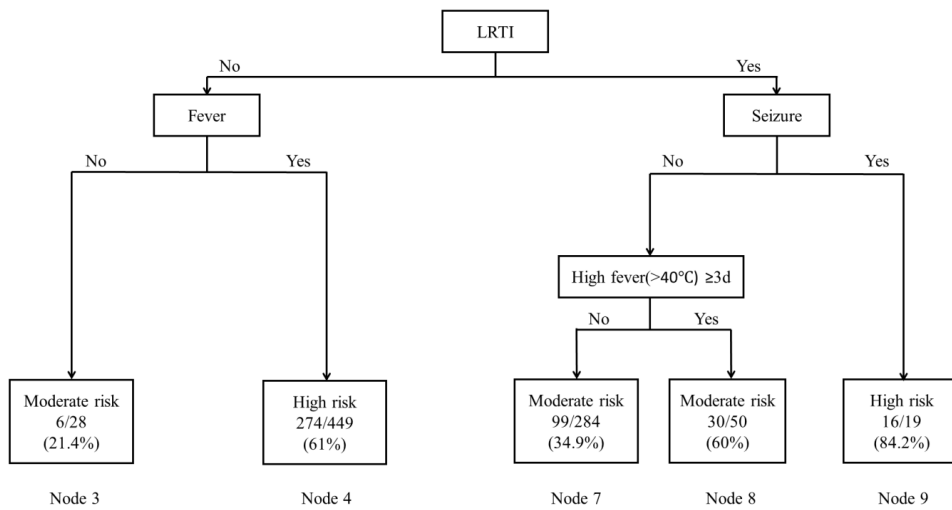 LRTI
No
Yes
Fever
Seizure
No
Yes
No
Yes
High fever(>40℃) ≥3d
No
Yes
Moderate risk
6/28
(21.4%)
High risk
274/449
(61%)
Moderate risk
99/284
(34.9%)
Moderate risk
30/50
(60%)
High risk
16/19
(84.2%)
Node 3
Node 4
Node 7
Node 8
Node 9